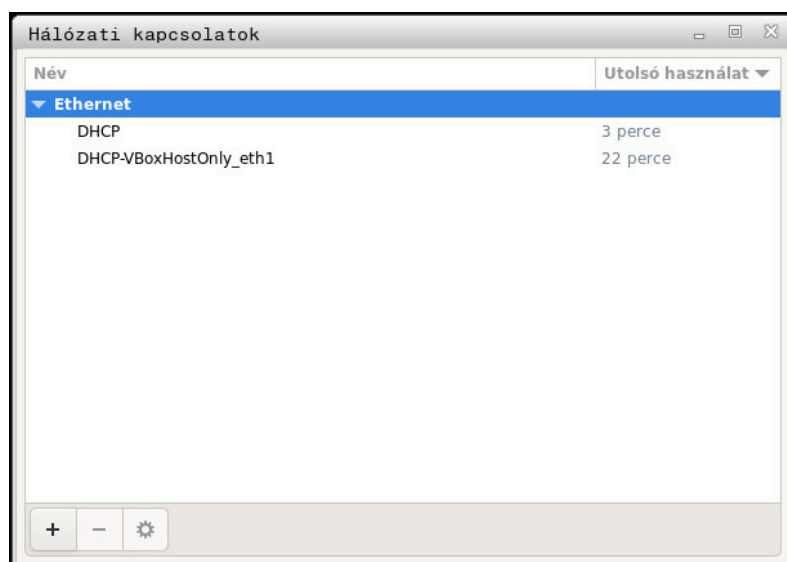 Hálózati kapcsolatok
Név Utolsó használat
Ethernet
DHCP 3 perce
DHCP-VBoxHostOnly_eth1 22 perce